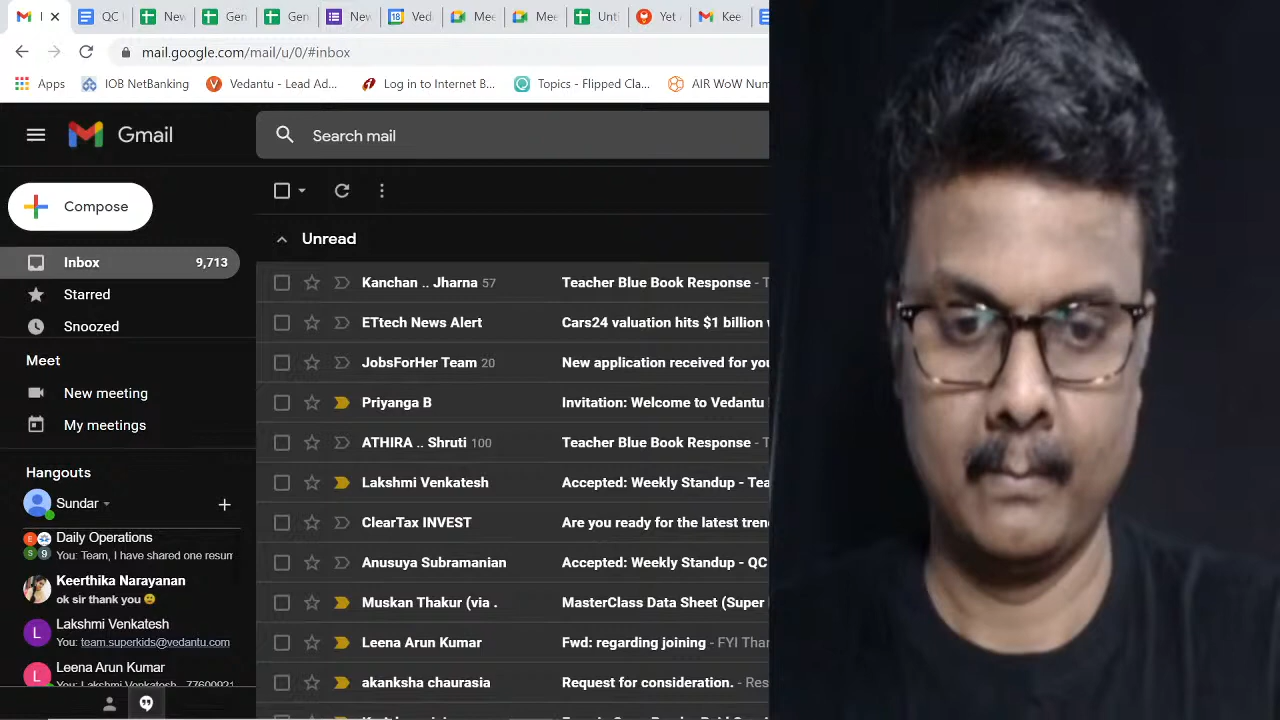 QC
Nev
Gen
Gen
Nev
Ved
Mee
Mee
Unti
Yet
Kee
mail.google.com/mail/u/0/#inbox
Apps
IOB NetBanking
Vedantu - Lead Ad...
Log in to Internet B...
Topics - Flipped Cla...
AIR WoW Num
Gmail
Search mail
Compose
Unread
Inbox 9,713
Starred
Snoozed
Meet
New meeting
My meetings
Hangouts
Sundar
Daily Operations
You: Team, I have shared one resum
Keerthika Narayanan
ok sir thank you
Lakshmi Venkatesh
You: team.superkids@vedantu.com
Leena Arun Kumar
Kanchan .. Jharna 57 Teacher Blue Book Response -
ETtech News Alert Cars24 valuation hits $1 billion
JobsForHer Team 20 New application received for you
Priyanga B Invitation: Welcome to Vedantu
ATHIRA .. Shruti 100 Teacher Blue Book Response -
Lakshmi Venkatesh Accepted: Weekly Standup - Tea
ClearTax INVEST Are you ready for the latest tren
Anusuya Subramanian Accepted: Weekly Standup - QC
Muskan Thakur (via . MasterClass Data Sheet (Super
Leena Arun Kumar Fwd: regarding joining - FYI Than
akanksha chaurasia Request for consideration. - Res